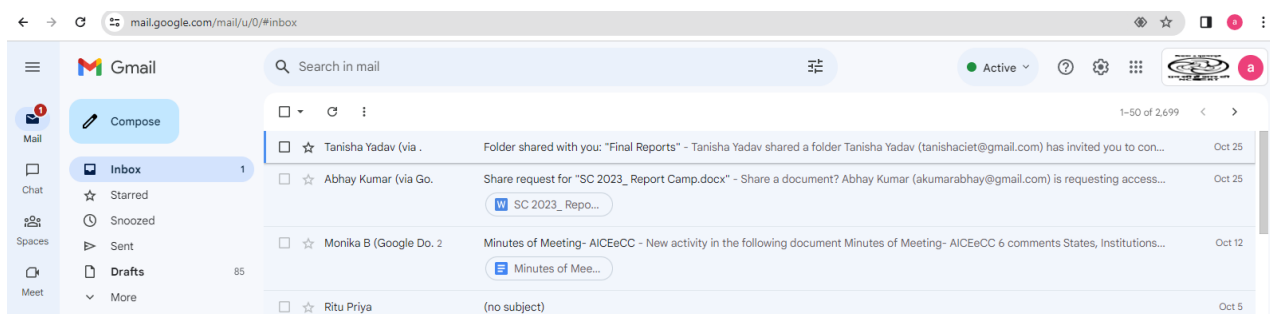 mail.google.com/mail/u/0/#inbox
a
Gmail
Search in mail
Active
a
1
Mail
Compose
1–50 of 2,699
Tanisha Yadav (via . Folder shared with you: "Final Reports" - Tanisha Yadav shared a folder Tanisha Yadav (tanishaciet@gmail.com) has invited you to con... Oct 25
Inbox 1
Chat
Abhay Kumar (via Go. Share request for "SC 2023_ Report Camp.docx" - Share a document? Abhay Kumar (akumarabhay@gmail.com) is requesting access... Oct 25
Starred
W SC 2023_ Repo...
Snoozed
Spaces
Sent
Monika B (Google Do. 2 Minutes of Meeting- AICEeCC - New activity in the following document Minutes of Meeting- AICEeCC 6 comments States, Institutions... Oct 12
Drafts 85
Minutes of Mee...
Meet
More
Ritu Priya (no subject) Oct 5